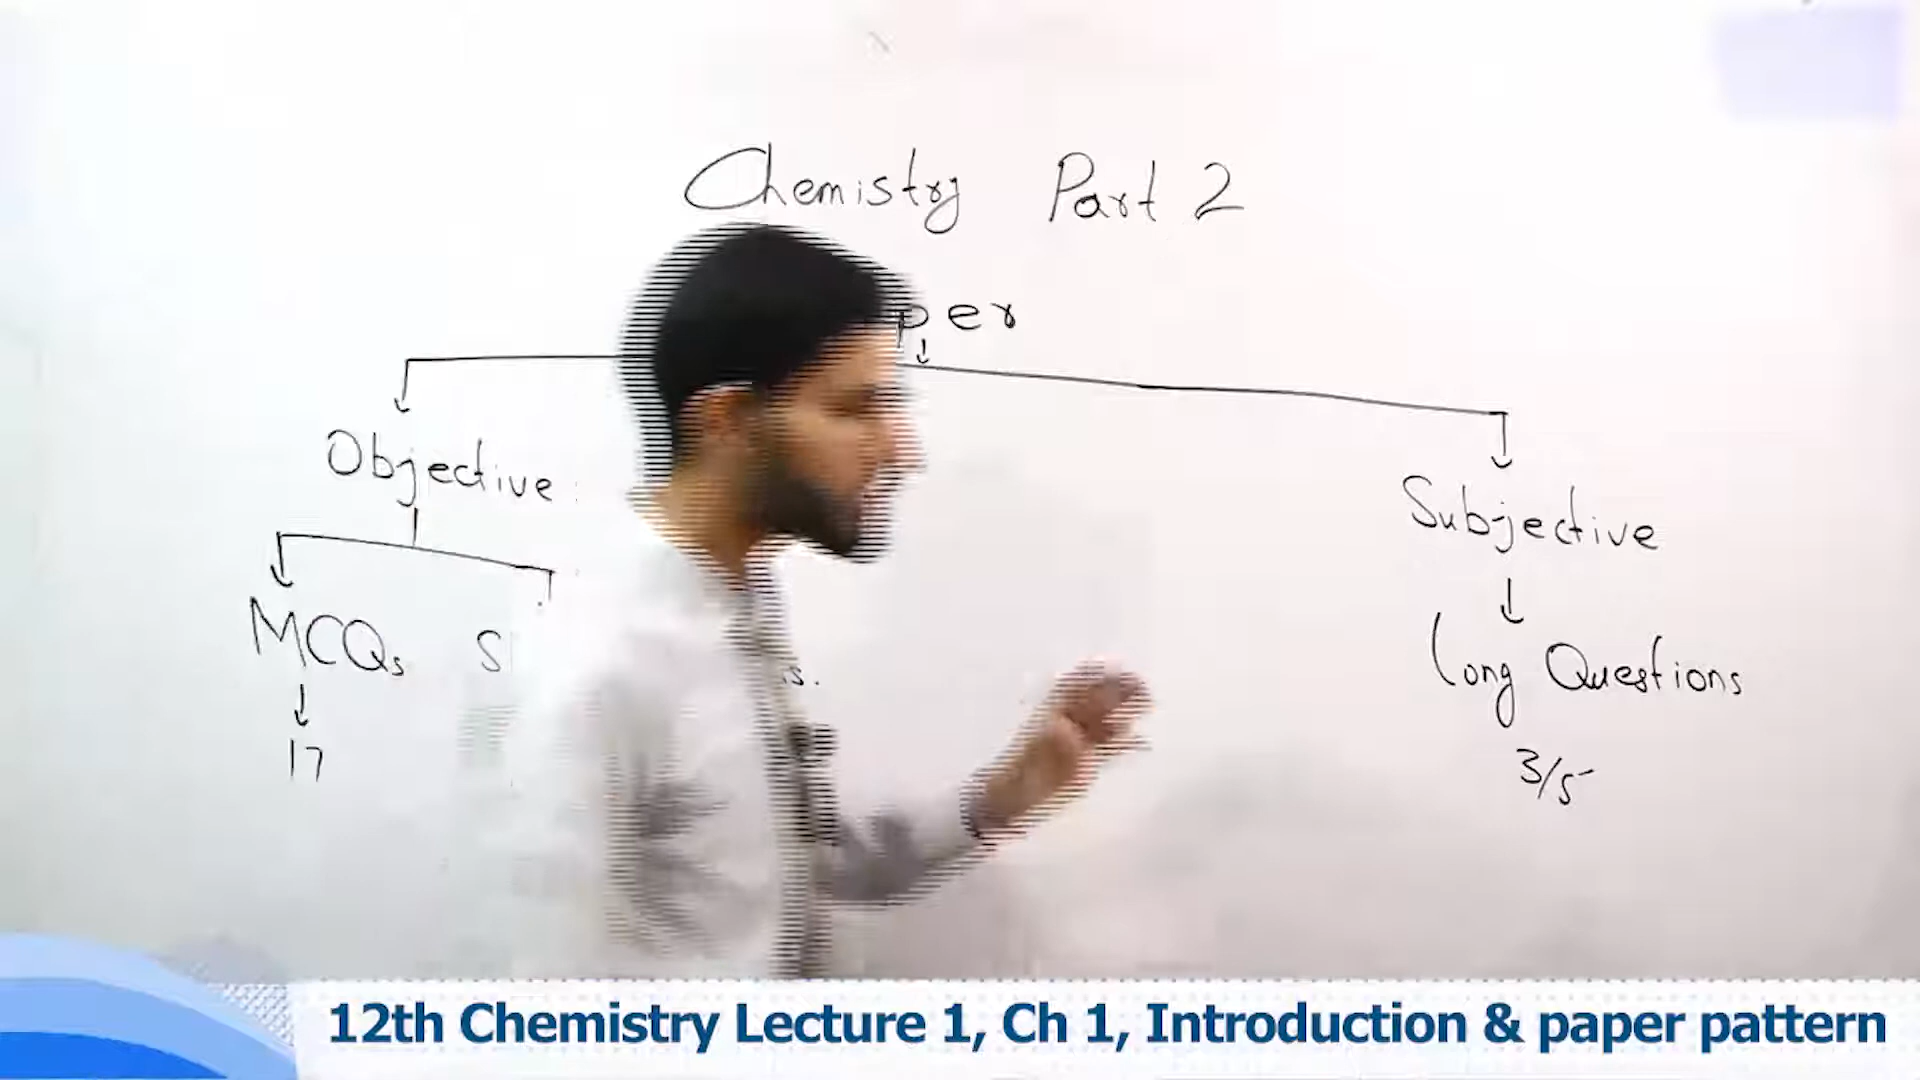 Chemistry Part 2
Objective
Subjective
MCQs
Long Questions
17
3/5
12th Chemistry Lecture 1, Ch 1, Introduction & paper pattern